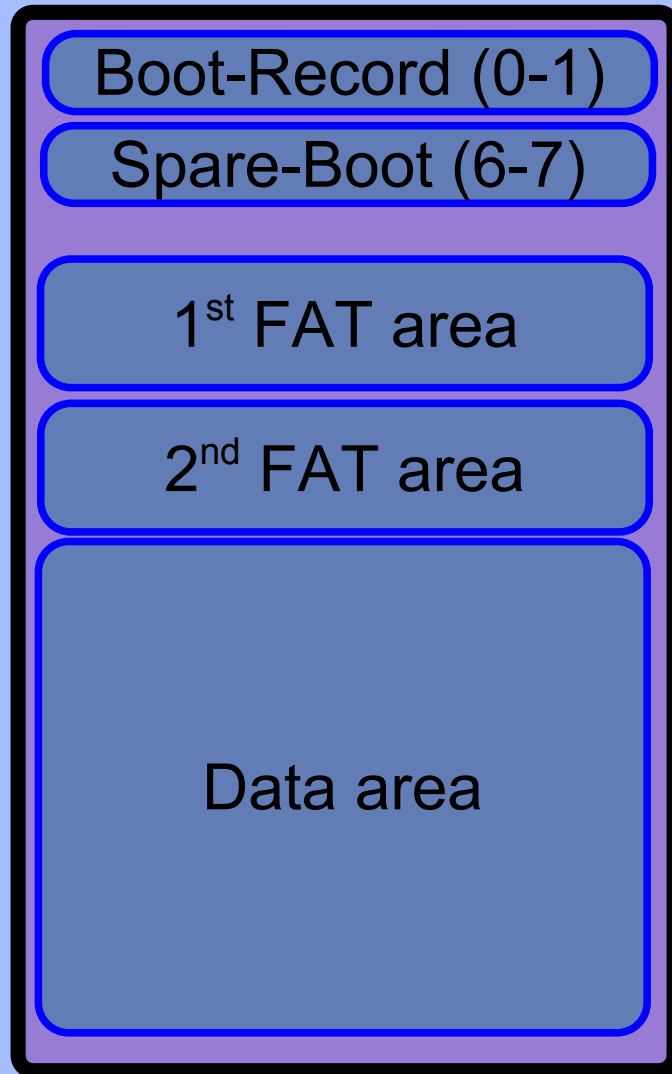 Boot-Record (0-1)
Spare-Boot (6-7)
1st FAT area
2nd FAT area
Data area